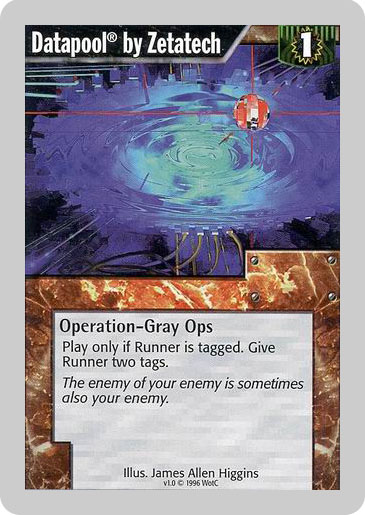 Datapool® by Zetatech
1
Operation–Gray Ops
Play only if Runner is tagged. Give
Runner two tags.
The enemy of your enemy is sometimes
also your enemy.
Illus. James Allen Higgins
v1.0 © 1996 WotC